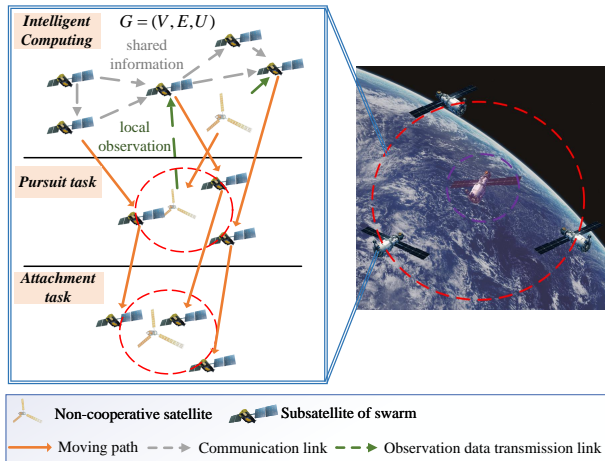 Intelligent
Computing
G = (V, E, U)
shared
information
local
observation
Pursuit task
Attachment
task
Non-cooperative satellite
Subsatellite of swarm
Moving path
Communication link
Observation data transmission link